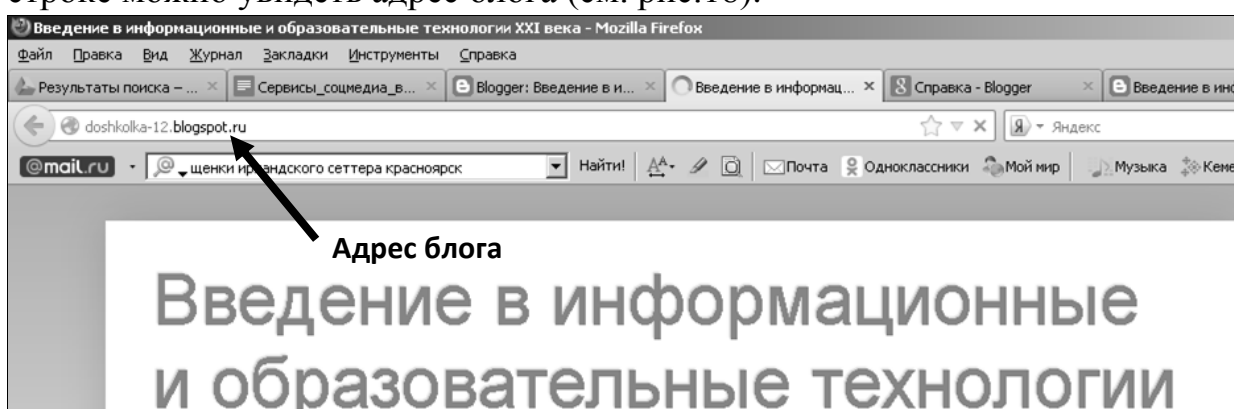 строке можно увидеть адрес блога (см. рис.16).
Введение в информационные и образовательные технологии XXI века - Mozilla Firefox
Файл Правка Вид Журнал Закладки Инструменты Справка
Результаты поиска – ... × Сервисы_соцмедиа_в... × Blogger: Введение в и... × Введение в информац... × Справка - Blogger × Введение в инф
doshkolka-12.blogspot.ru Я Яндекс
@mail.ru щенки ирландского сеттера красноярск Найти! Почта Одноклассники Мой мир Музыка Кеме
Адрес блога
Введение в информационные
и образовательные технологии